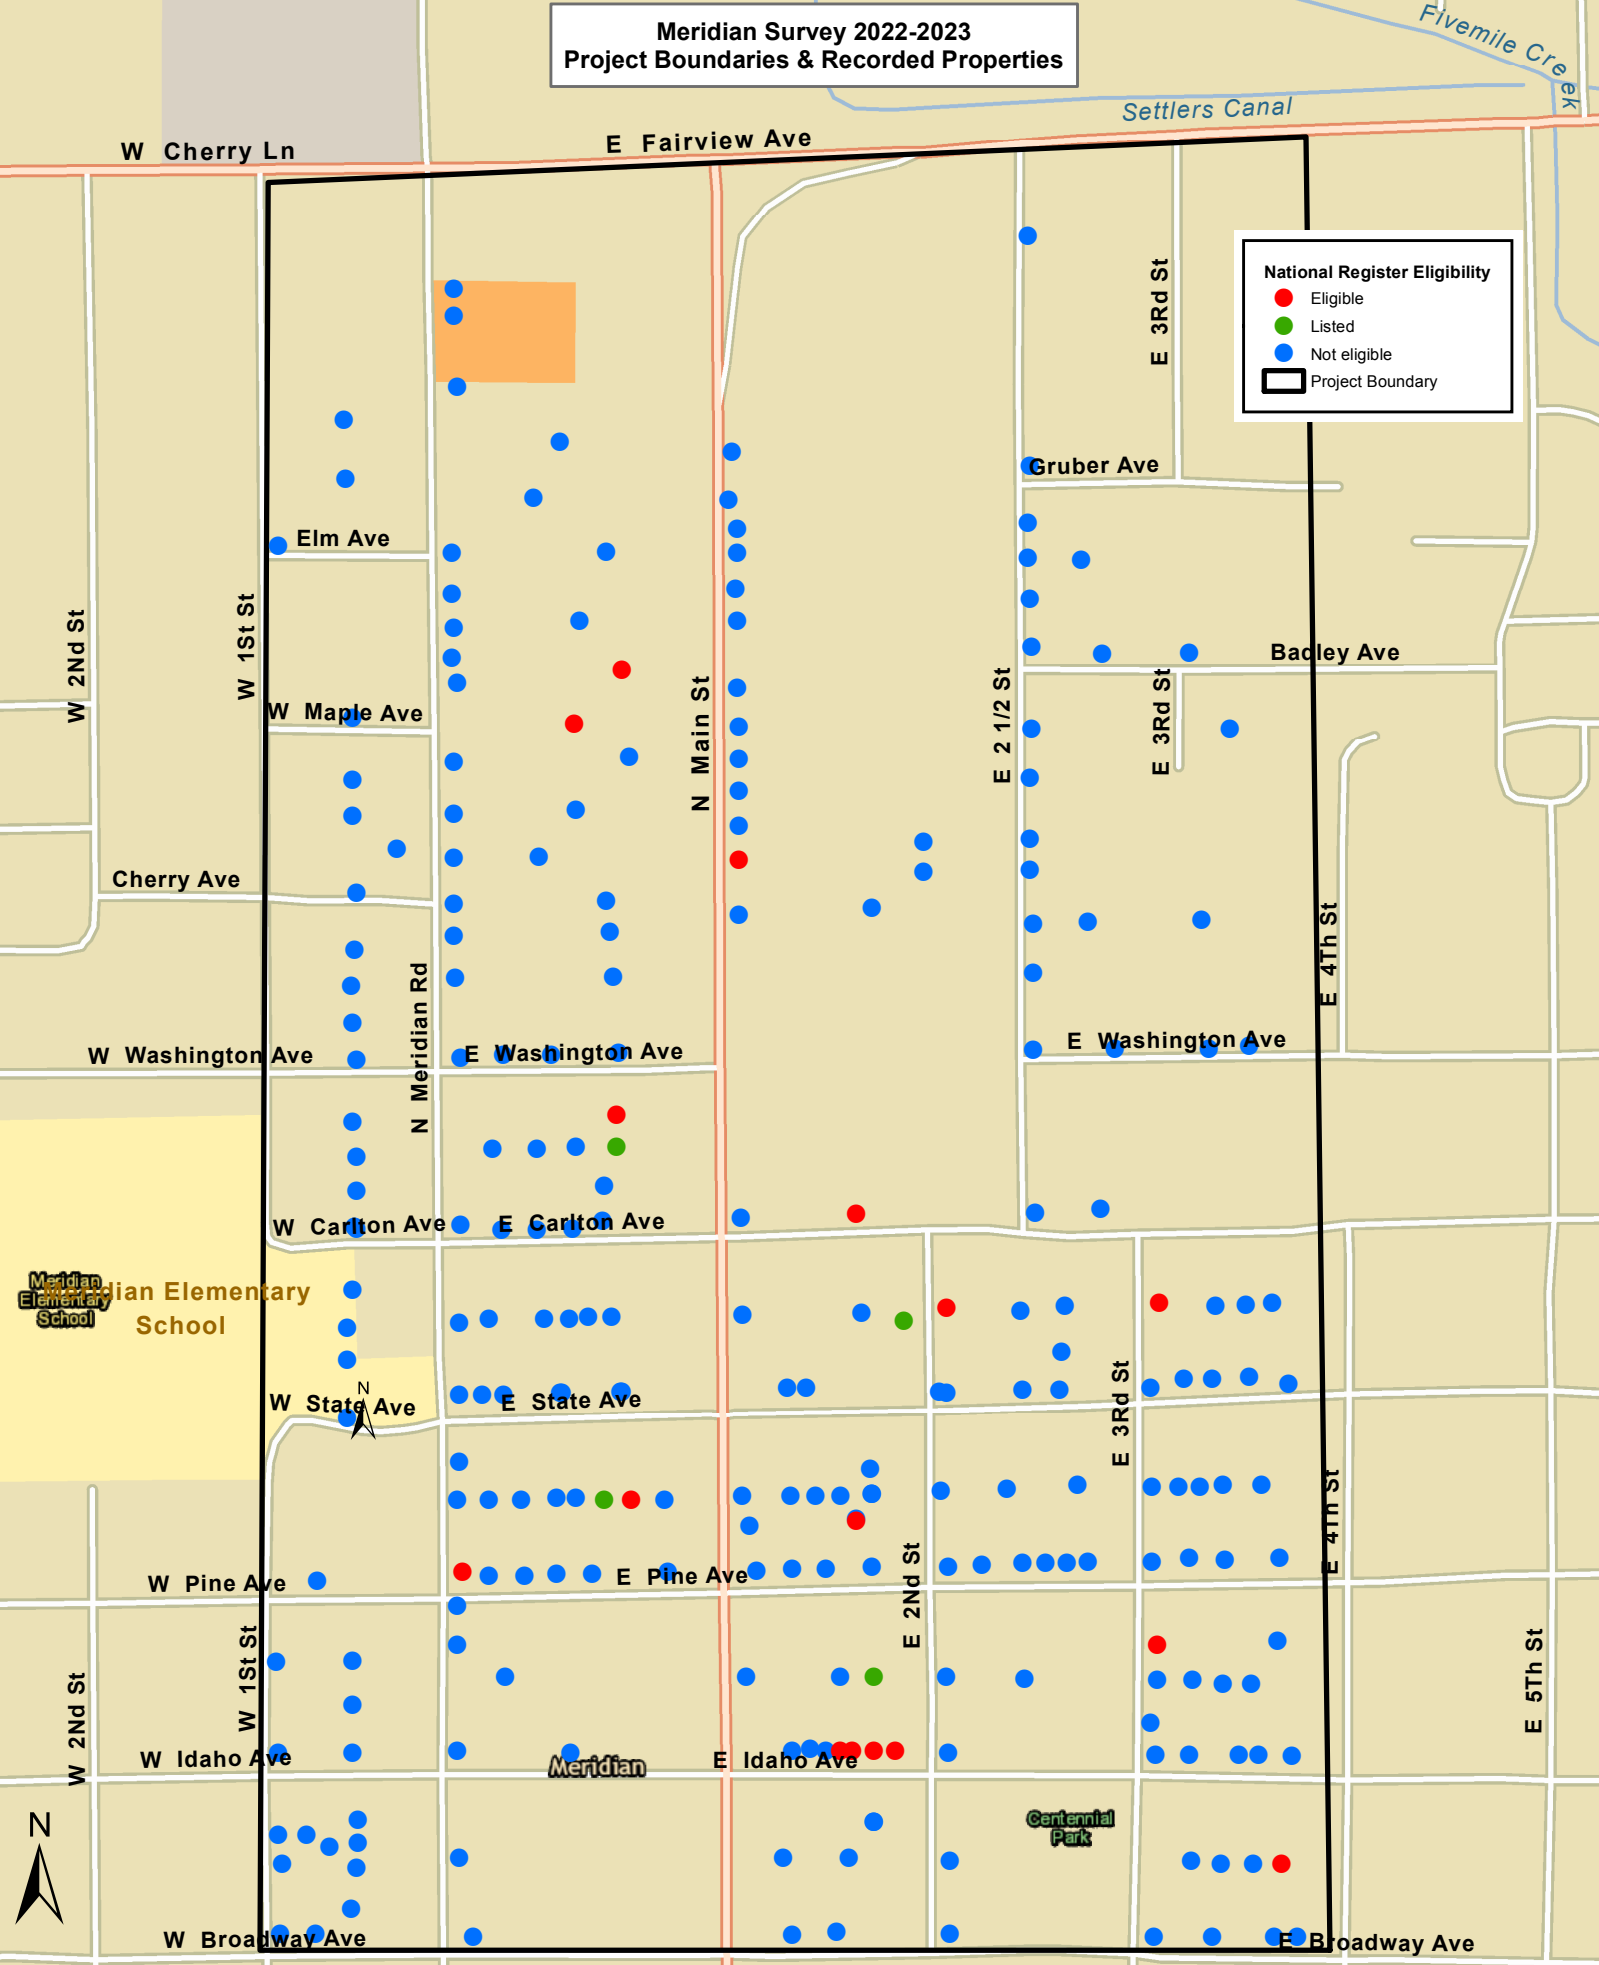 Meridian Survey 2022-2023
Project Boundaries & Recorded Properties
Fivemile Creek
Settlers Canal
W Cherry Ln
E Fairview Ave
National Register Eligibility
Eligible
Listed
Not eligible
Project Boundary
E 3Rd St
Gruber Ave
Elm Ave
W 2Nd St
W 1St St
Badley Ave
W Maple Ave
N Main St
E 2 1/2 St
E 3Rd St
Cherry Ave
E 4Th St
N Meridian Rd
W Washington Ave
E Washington Ave
E Washington Ave
W Carlton Ave
E Carlton Ave
Meridian
Elementary
School
Meridian Elementary
School
N
W State Ave
E State Ave
E 3Rd St
E 4Th St
W Pine Ave
E Pine Ave
E 2Nd St
W 1St St
W 2Nd St
E 5Th St
W Idaho Ave
Meridian
E Idaho Ave
Centennial
Park
N
W Broadway Ave
E Broadway Ave